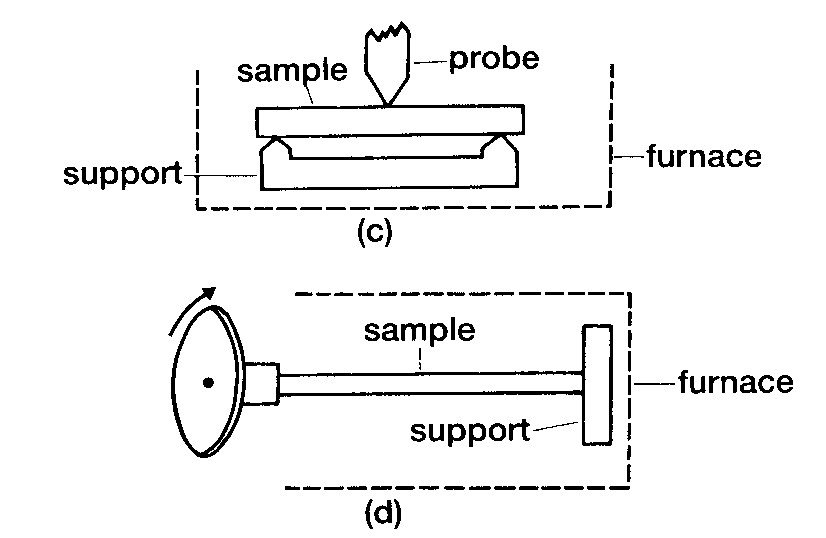 probe
sample
furnace
support
(c)
sample
furnace
support
(d)